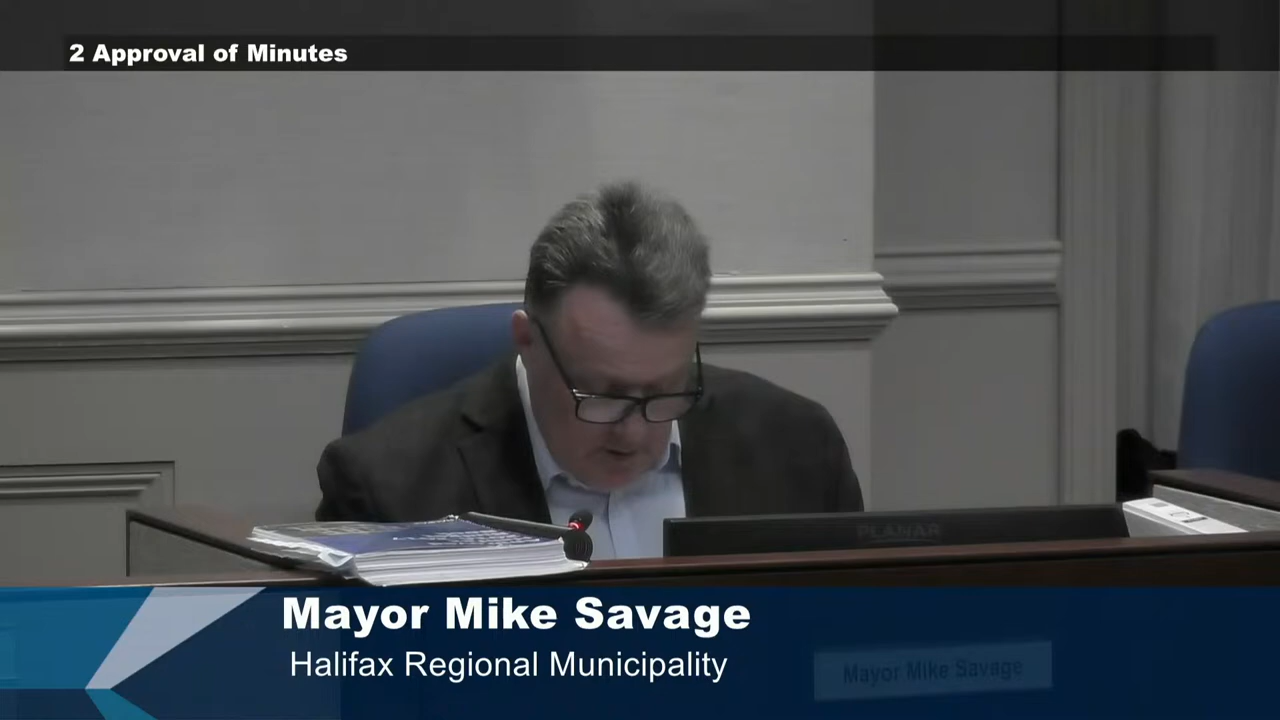 2 Approval of Minutes
PLANAR
Mayor Mike Savage
Halifax Regional Municipality
Mayor Mike Savage